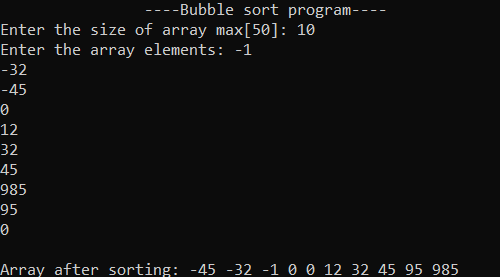 ----Bubble sort program----
Enter the size of array max[50]: 10
Enter the array elements: -1
-32
-45
0
12
32
45
985
95
0
Array after sorting: -45 -32 -1 0 0 12 32 45 95 985